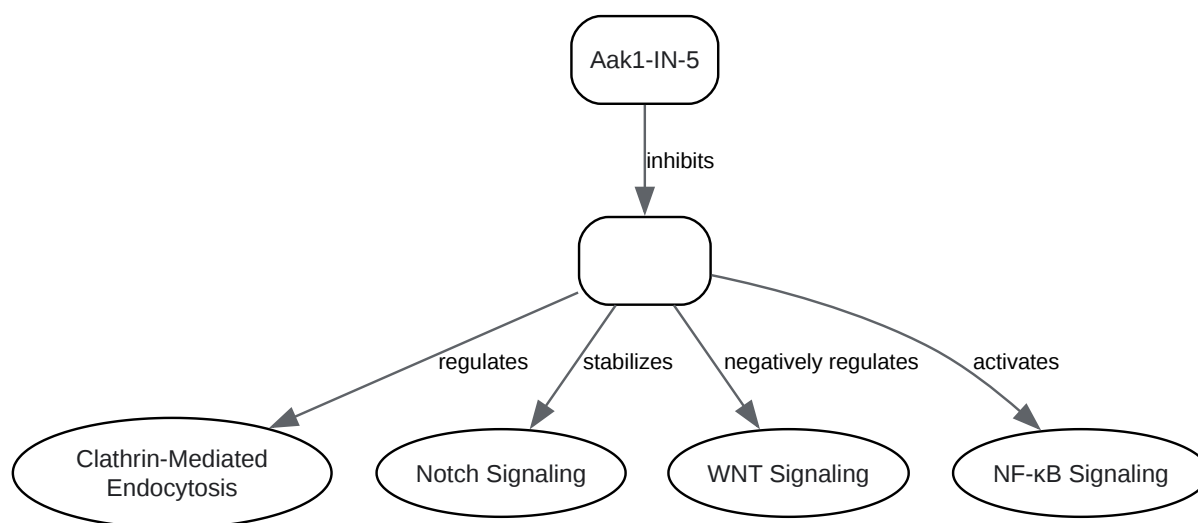 Aak1-IN-5
inhibits
regulates
stabilizes
negatively regulates
activates
Clathrin-Mediated
Endocytosis
Notch Signaling
WNT Signaling
NF-κB Signaling